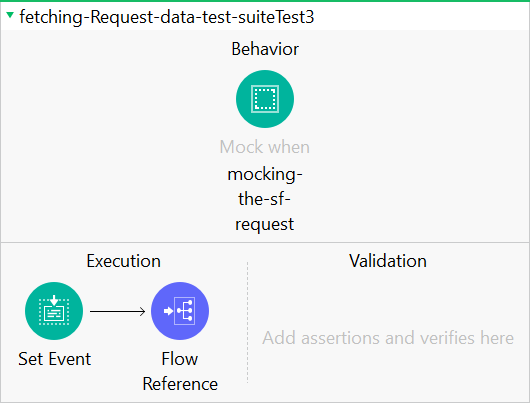 fetching-Request-data-test-suiteTest3
Behavior
Mock when
mocking-
the-sf-
request
Execution
Set Event
Flow
Reference
Validation
Add assertions and verifies here